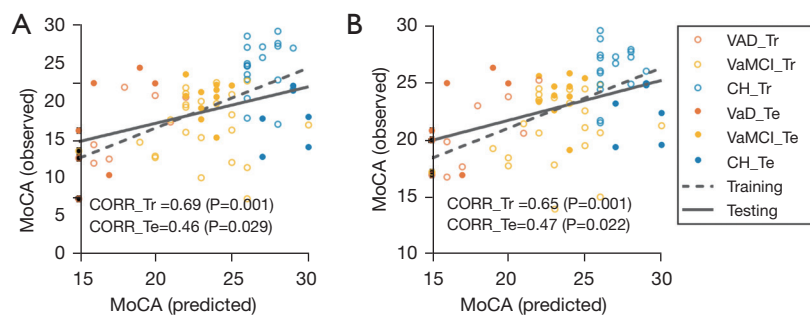 A
MoCA (observed)
30
25
20
15
10
5
0
CORR_Tr =0.69 (P=0.001)
CORR_Te=0.46 (P=0.029)
15 20 25 30
MoCA (predicted)
B
MoCA (observed)
30
25
20
15
10
CORR_Tr =0.65 (P=0.001)
CORR_Te=0.47 (P=0.022)
15 20 25 30
MoCA (predicted)
VAD_Tr
VaMCI_Tr
CH_Tr
VaD_Te
VaMCI_Te
CH_Te
Training
Testing